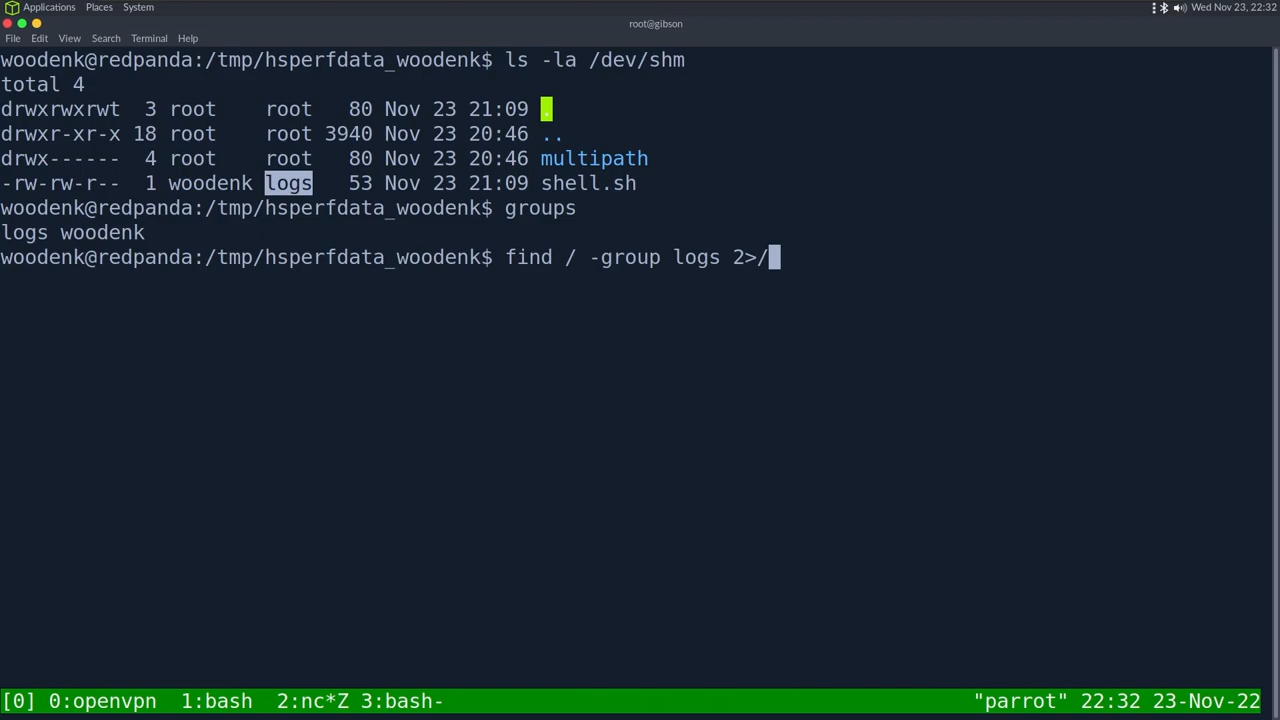 Applications Places System
Wed Nov 23, 22:32
root@gibson
File Edit View Search Terminal Help
woodenk@redpanda:/tmp/hsperfdata_woodenk$ ls -la /dev/shm
total 4
drwxrwxrwt 3 root root 80 Nov 23 21:09 .
drwxr-xr-x 18 root root 3940 Nov 23 20:46 ..
drwx------ 4 root root 80 Nov 23 20:46 multipath
-rw-rw-r-- 1 woodenk logs 53 Nov 23 21:09 shell.sh
woodenk@redpanda:/tmp/hsperfdata_woodenk$ groups
logs woodenk
woodenk@redpanda:/tmp/hsperfdata_woodenk$ find / -group logs 2>/
[0] 0:openvpn 1:bash 2:nc*Z 3:bash- "parrot" 22:32 23-Nov-22